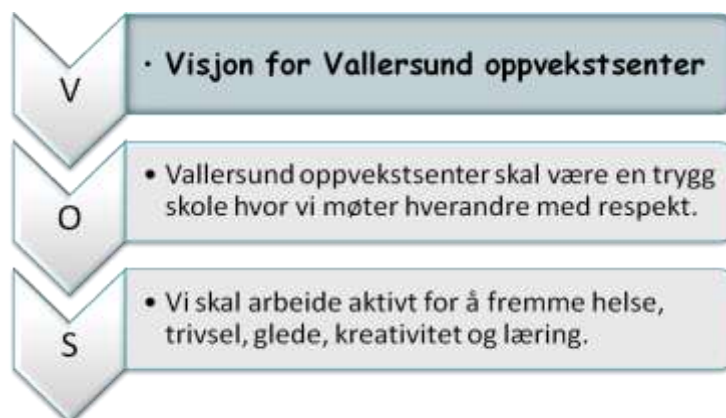 V
· Visjon for Vallersund oppvekstsenter
O
• Vallersund oppvekstsenter skal være en trygg
skole hvor vi møter hverandre med respekt.
S
• Vi skal arbeide aktivt for å fremme helse,
trivsel, glede, kreativitet og læring.